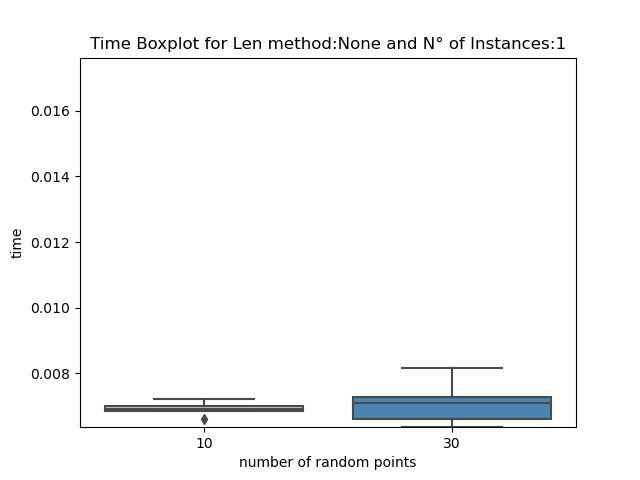 Time Boxplot for Len method:None and N° of Instances:1
0.016
0.014
0.012
0.010
0.008
time
10 30
number of random points